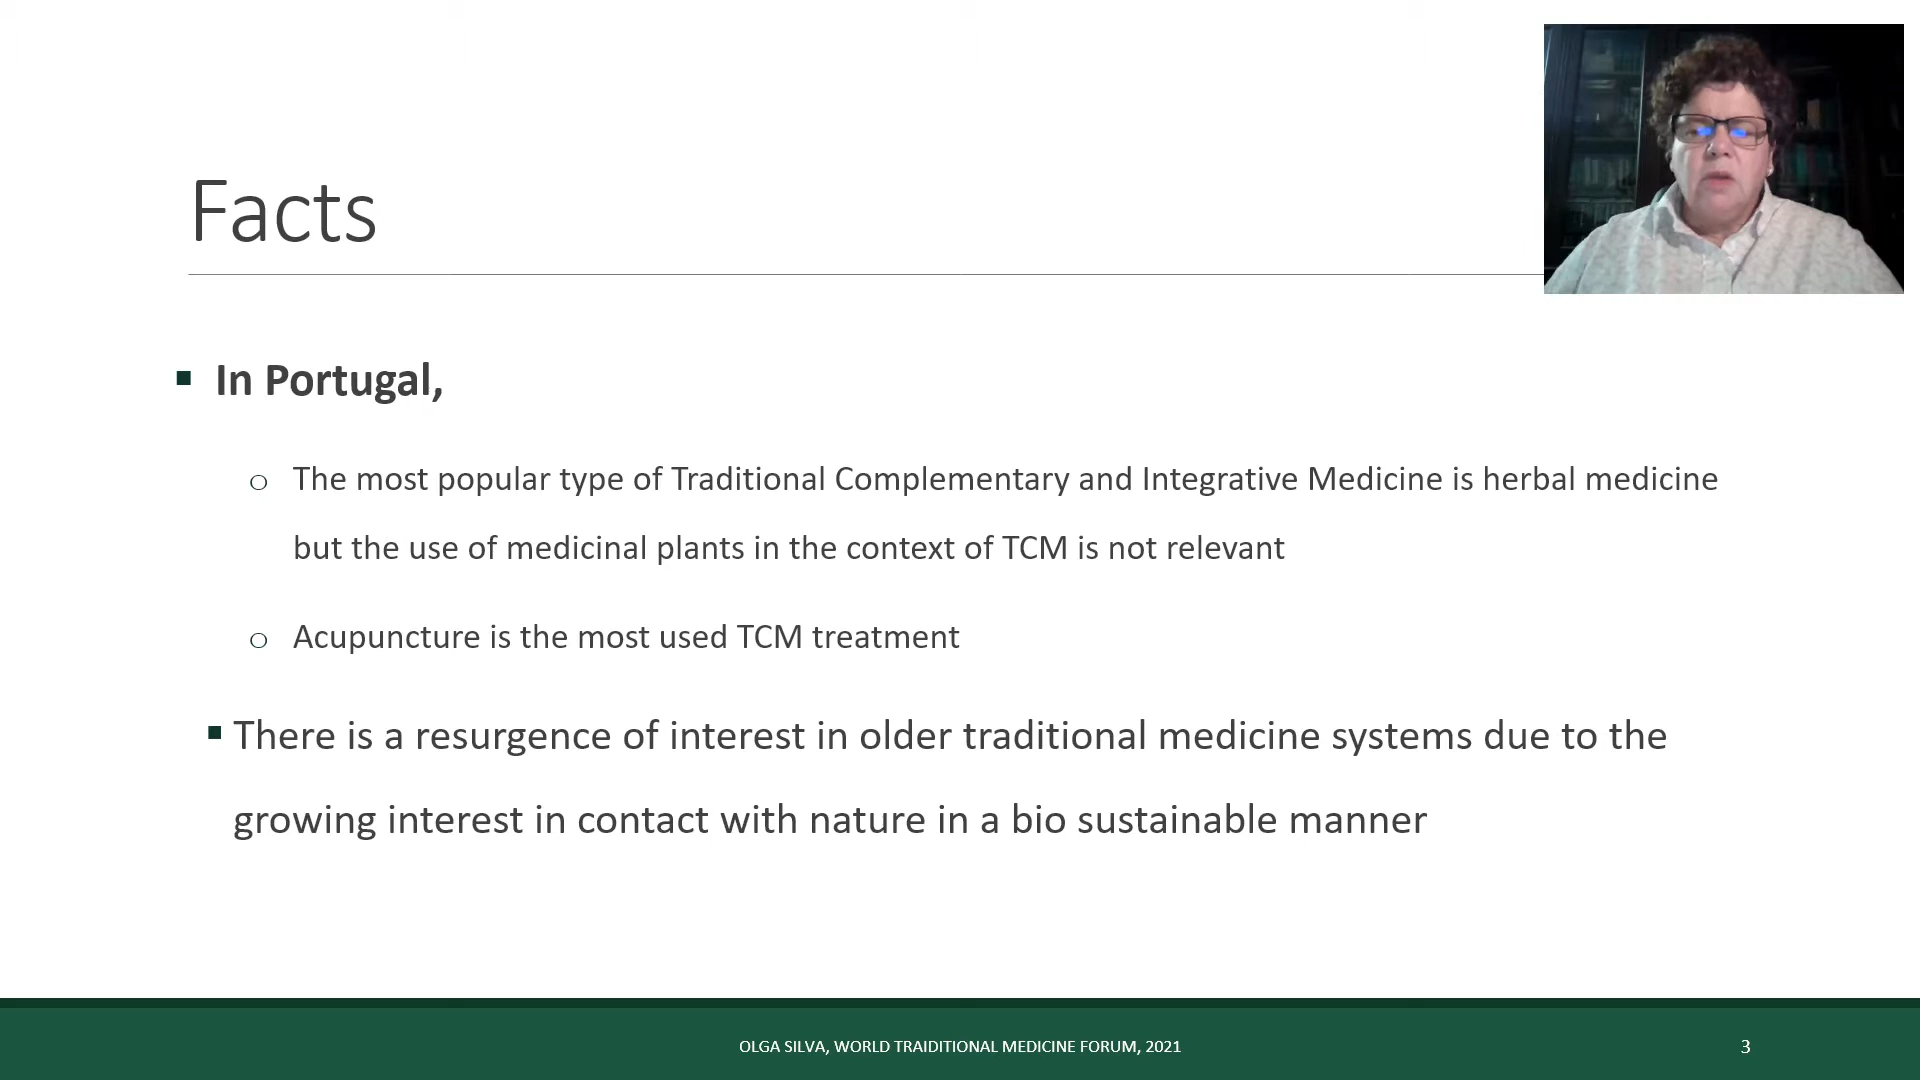 Facts
▪ In Portugal,
o The most popular type of Traditional Complementary and Integrative Medicine is herbal medicine
but the use of medicinal plants in the context of TCM is not relevant
o Acupuncture is the most used TCM treatment
▪ There is a resurgence of interest in older traditional medicine systems due to the
growing interest in contact with nature in a bio sustainable manner
OLGA SILVA, WORLD TRAIDITIONAL MEDICINE FORUM, 2021
3